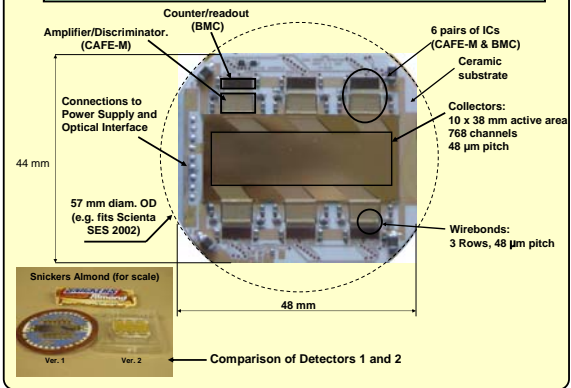 Counter/readout
(BMC)
Amplifier/Discriminator.
(CAFE-M)
6 pairs of ICs
(CAFE-M & BMC)
Ceramic
substrate
Connections to
Power Supply and
Optical Interface
Collectors:
10 x 38 mm active area
768 channels
48 µm pitch
44 mm
57 mm diam. OD
(e.g. fits Scienta
SES 2002)
Wirebonds:
3 Rows, 48 µm pitch
48 mm
Snickers Almond (for scale)
SNICKERS
Almond
Ver. 1
Ver. 2
Comparison of Detectors 1 and 2